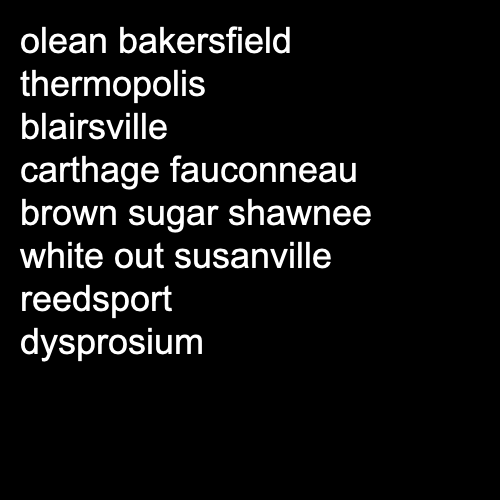 olean bakersfield
thermopolis
blairsville
carthage fauconneau
brown sugar shawnee
white out susanville
reedsport
dysprosium